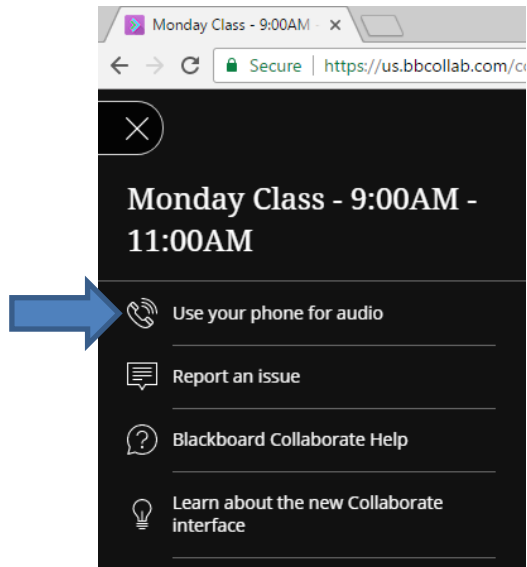 Monday Class - 9:00AM -
Secure | https://us.bbcollab.com/co
Monday Class - 9:00AM -
11:00AM
Use your phone for audio
Report an issue
Blackboard Collaborate Help
Learn about the new Collaborate
interface